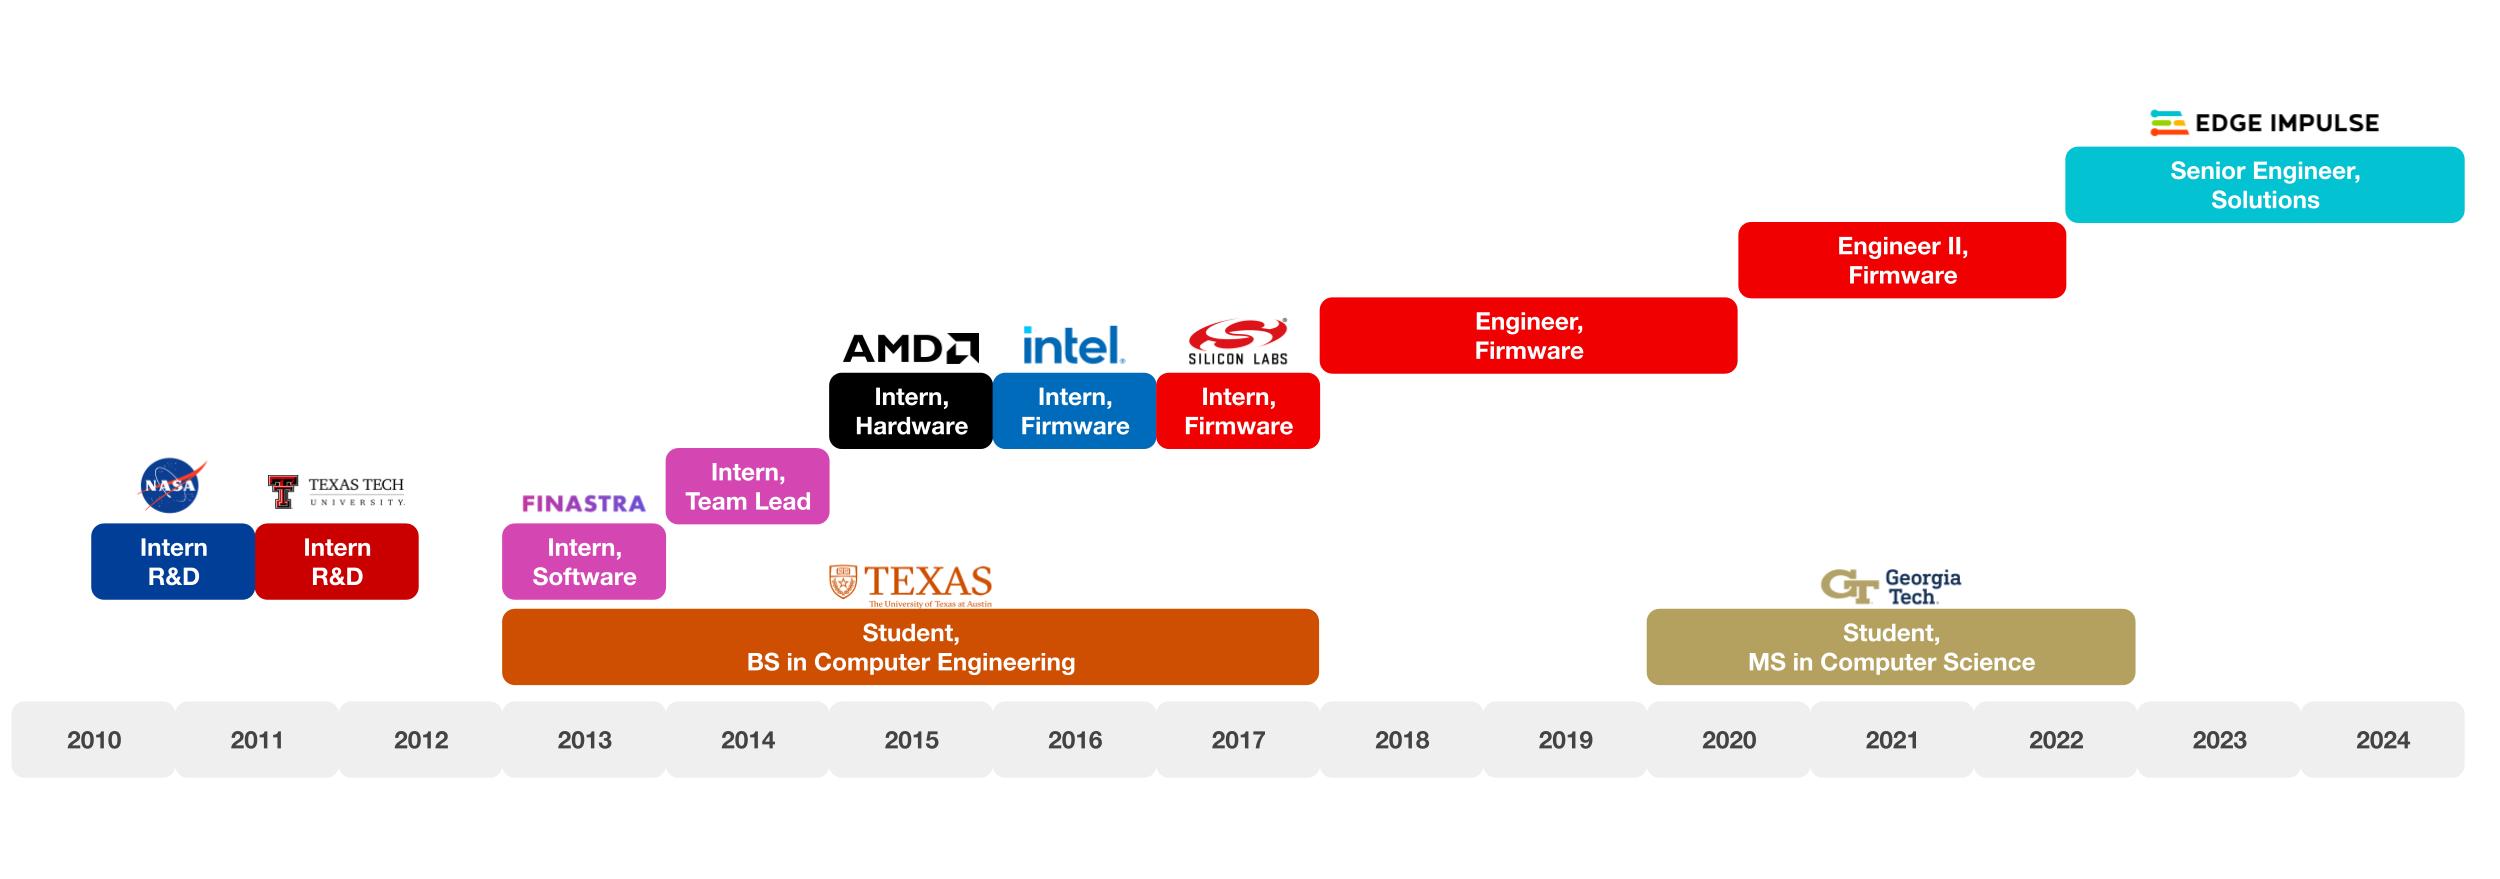 EDGE IMPULSE
Senior Engineer,
Solutions
Engineer II,
Firmware
Engineer,
Firmware
AMD
intel®
SILICON LABS®
Intern,
Hardware
Intern,
Firmware
Intern,
Firmware
Intern,
Team Lead
NASA
TEXAS TECH
UNIVERSITY.
FINASTRA
Intern
R&D
Intern
R&D
Intern,
Software
TEXAS
The University of Texas at Austin
Student,
BS in Computer Engineering
GT
Georgia
Tech.
Student,
MS in Computer Science
2010 2011 2012 2013 2014 2015 2016 2017 2018 2019 2020 2021 2022 2023 2024